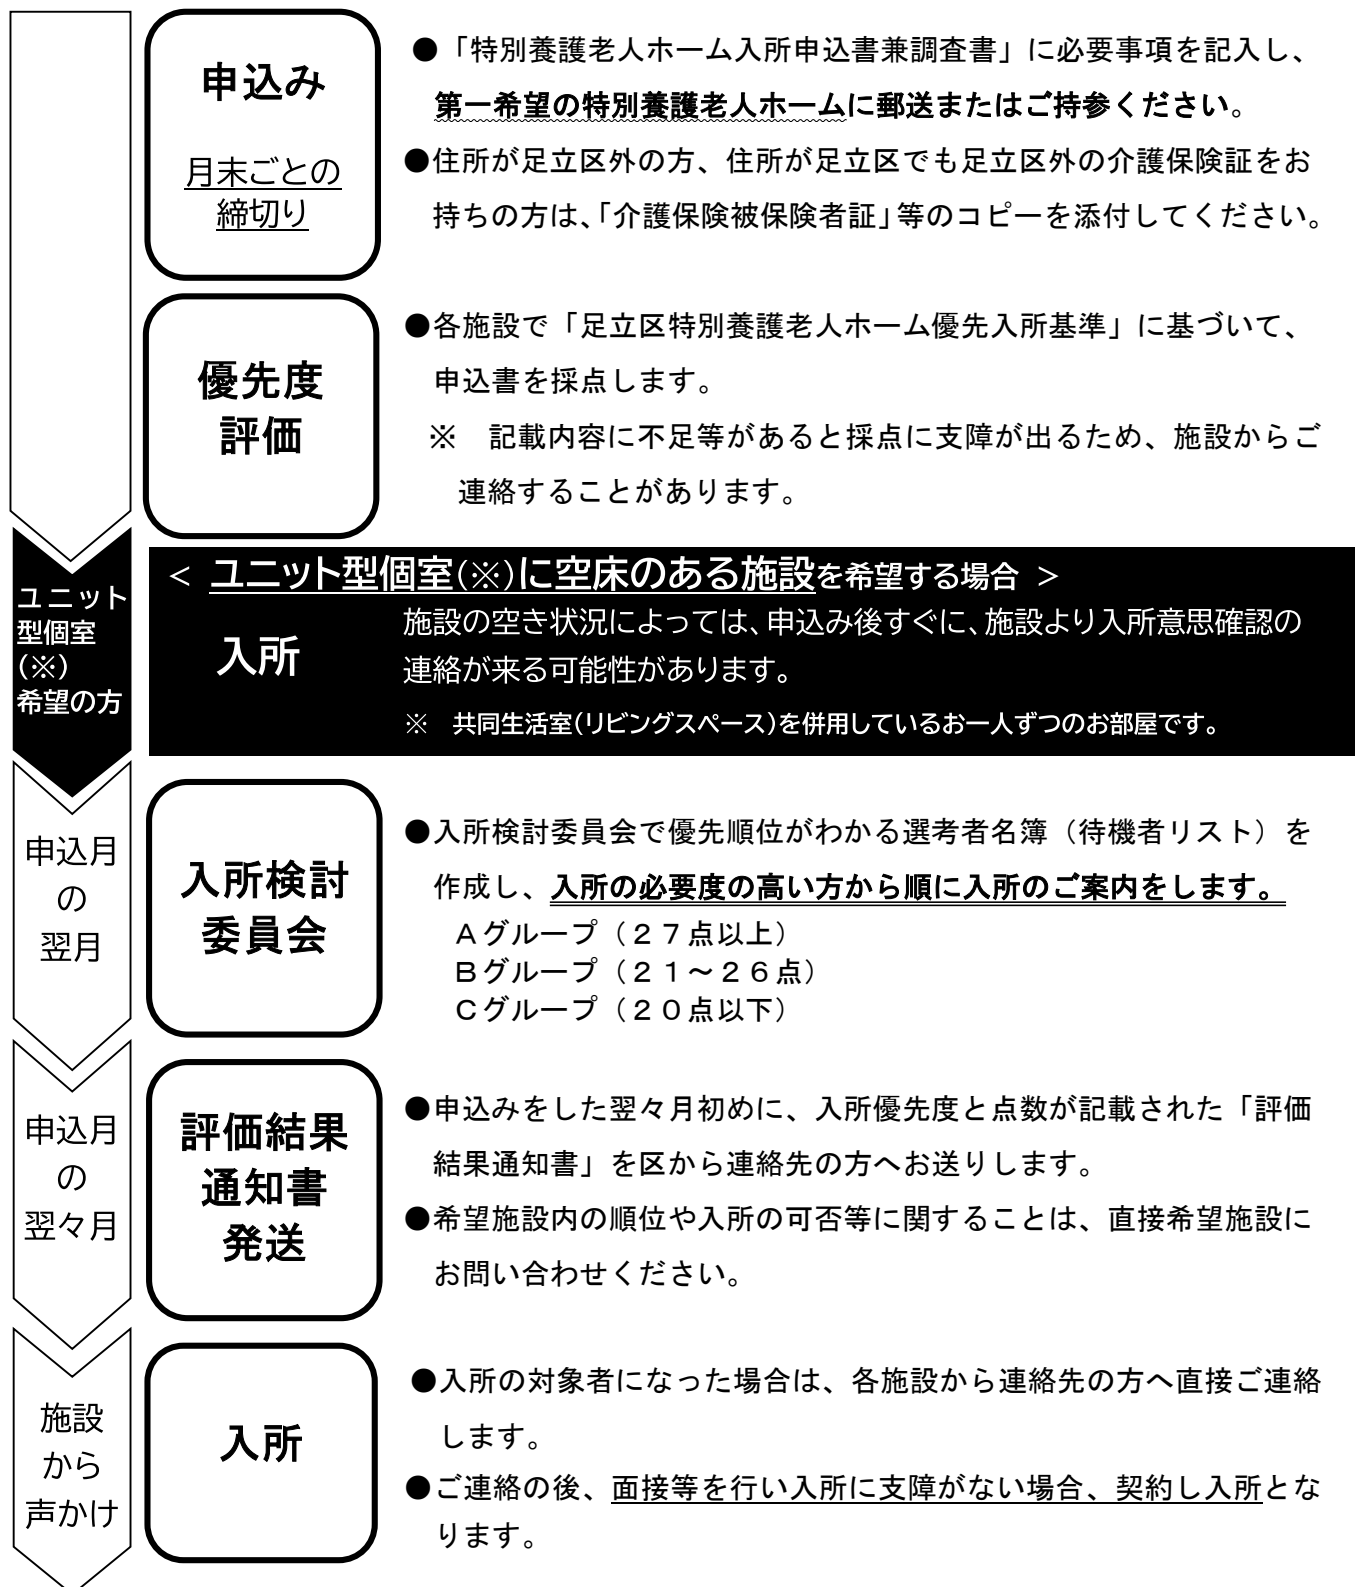 申込み
月末ごとの
締切り
●「特別養護老人ホーム入所申込書兼調査書」に必要事項を記入し、
第一希望の特別養護老人ホームに郵送またはご持参ください。
●住所が足立区外の方、住所が足立区でも足立区外の介護保険証をお
持ちの方は、「介護保険被保険者証」等のコピーを添付してください。
優先度
評価
●各施設で「足立区特別養護老人ホーム優先入所基準」に基づいて、
申込書を採点します。
※　記載内容に不足等があると採点に支障が出るため、施設からご
連絡することがあります。
ユニット
型個室
(※)
希望の方
＜ ユニット型個室(※)に空床のある施設を希望する場合 ＞
入所
施設の空き状況によっては、申込み後すぐに、施設より入所意思確認の
連絡が来る可能性があります。
※　共同生活室(リビングスペース)を併用しているお一人ずつのお部屋です。
申込月
の
翌月
入所検討
委員会
●入所検討委員会で優先順位がわかる選考者名簿（待機者リスト）を
作成し、入所の必要度の高い方から順に入所のご案内をします。
Ａグループ（２７点以上）
Ｂグループ（２１～２６点）
Ｃグループ（２０点以下）
申込月
の
翌々月
評価結果
通知書
発送
●申込みをした翌々月初めに、入所優先度と点数が記載された「評価
結果通知書」を区から連絡先の方へお送りします。
●希望施設内の順位や入所の可否等に関することは、直接希望施設に
お問い合わせください。
施設
から
声かけ
入所
●入所の対象者になった場合は、各施設から連絡先の方へ直接ご連絡
します。
●ご連絡の後、面接等を行い入所に支障がない場合、契約し入所とな
ります。